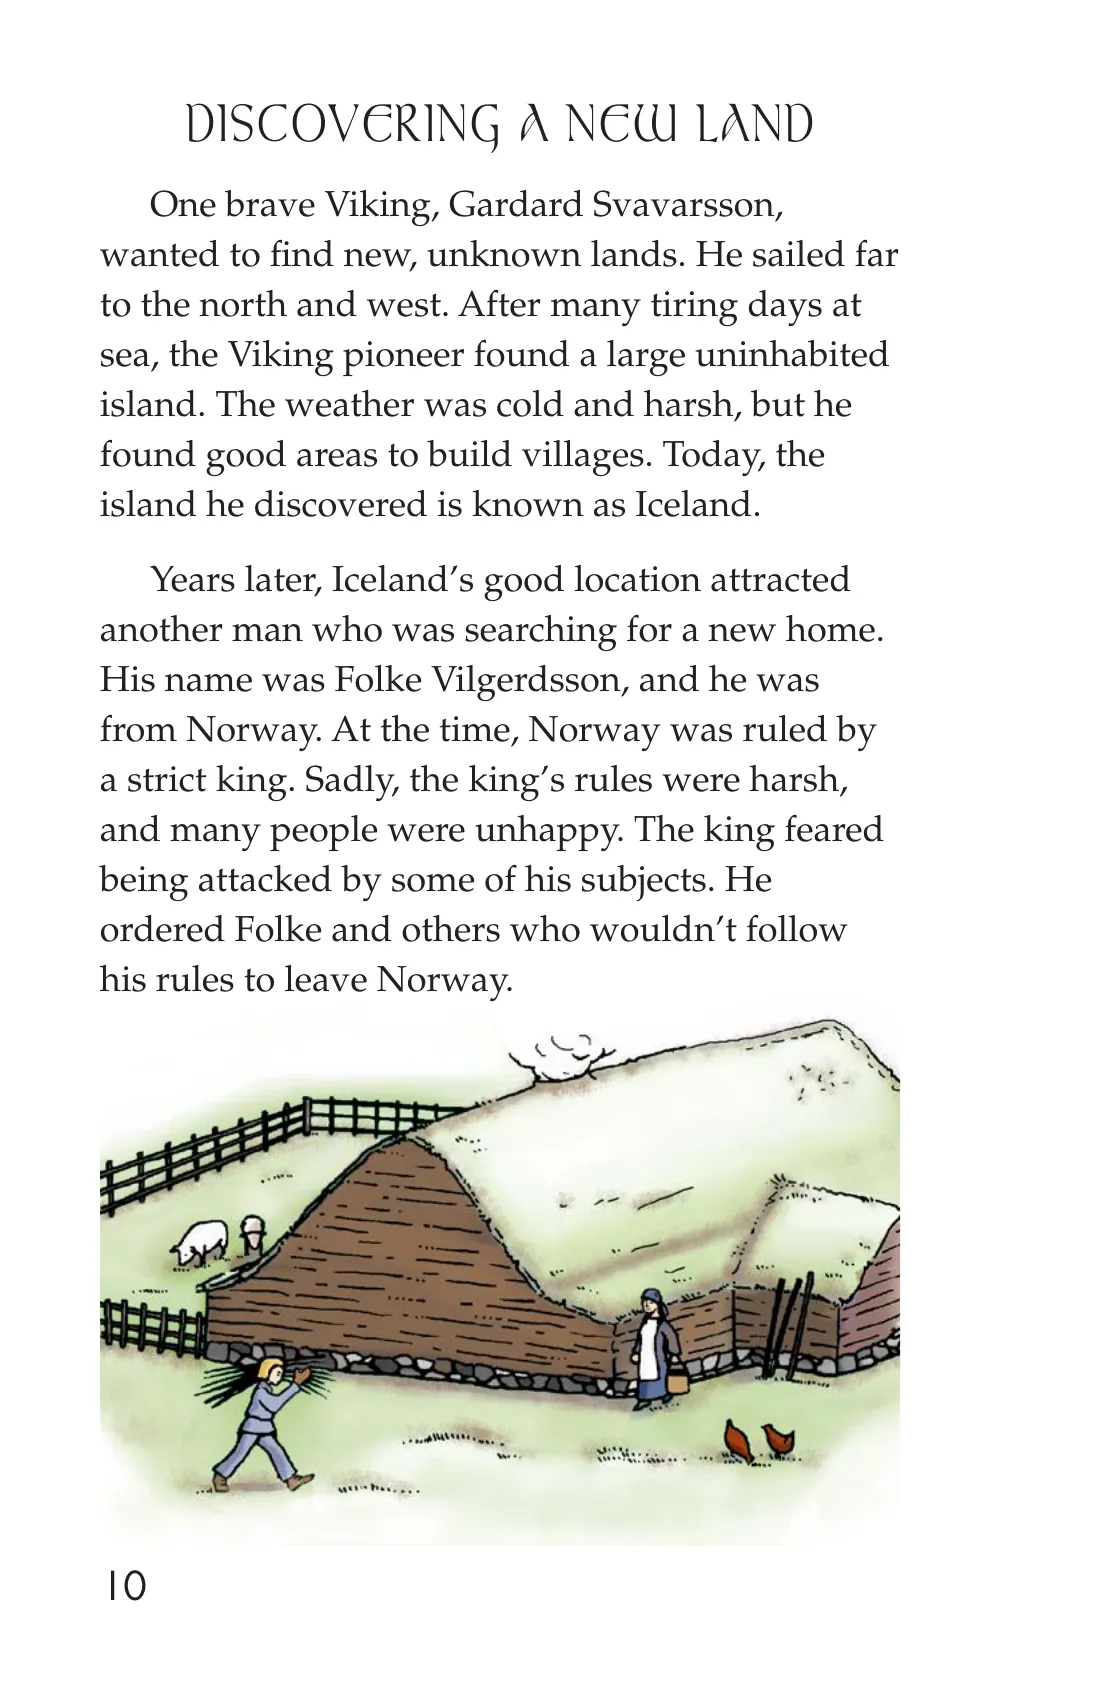 DISCOVERING A NEW LAND
One brave Viking, Gardard Svavarsson,
wanted to find new, unknown lands. He sailed far
to the north and west. After many tiring days at
sea, the Viking pioneer found a large uninhabited
island. The weather was cold and harsh, but he
found good areas to build villages. Today, the
island he discovered is known as Iceland.
Years later, Iceland’s good location attracted
another man who was searching for a new home.
His name was Folke Vilgerdsson, and he was
from Norway. At the time, Norway was ruled by
a strict king. Sadly, the king’s rules were harsh,
and many people were unhappy. The king feared
being attacked by some of his subjects. He
ordered Folke and others who wouldn’t follow
his rules to leave Norway.
10